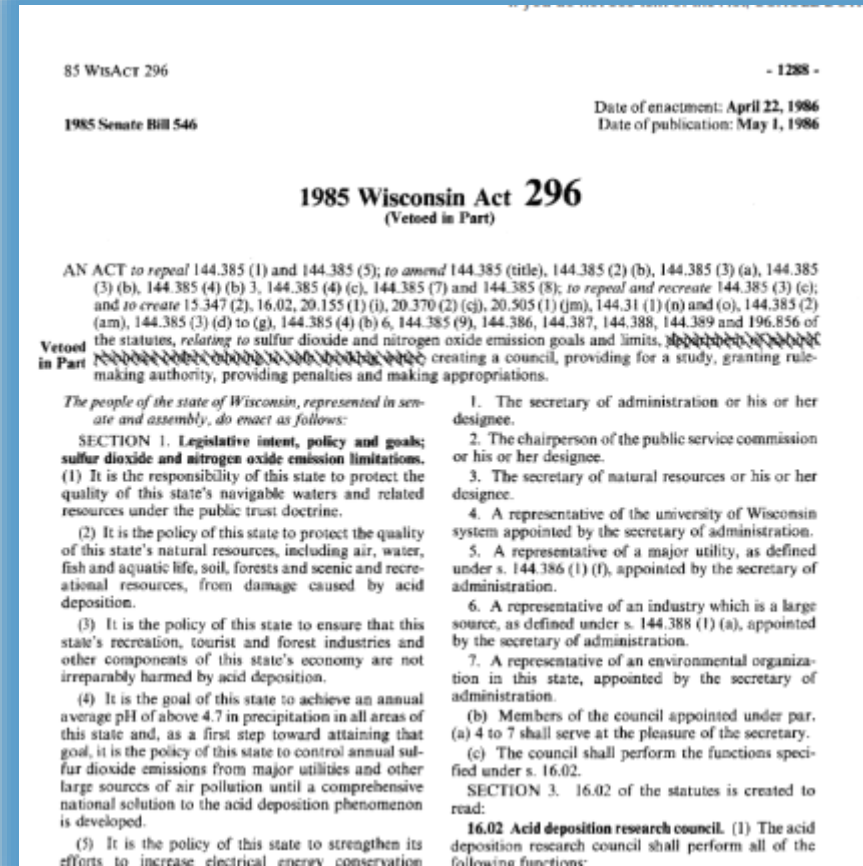 85 WISACT 296
- 1288 -
Date of enactment: April 22, 1986
1985 Senate Bill 546
Date of publication: May 1, 1986
1985 Wisconsin Act 296
(Vetoed in Part)
AN ACT to repeal 144.385 (1) and 144.385 (5); to amend 144.385 (title), 144.385 (2) (b), 144.385 (3) (a), 144.385
(3) (b), 144.385 (4) (b) 3, 144.385 (4) (c), 144.385 (7) and 144.385 (8); to repeal and recreate 144.385 (3) (c);
and to create 15.347 (2), 16.02, 20.155 (1) (i), 20.370 (2) (cj), 20.505 (1) (jm), 144.31 (1) (n) and (o), 144.385 (2)
(am), 144.385 (3) (d) to (g), 144.385 (4) (b) 6, 144.385 (9), 144.386, 144.387, 144.388, 144.389 and 196.856 of
Vetoed
in Part
the statutes, relating to sulfur dioxide and nitrogen oxide emission goals and limits,
creating a council, providing for a study, granting rule-
making authority, providing penalties and making appropriations.
The people of the state of Wisconsin, represented in sen-
ate and assembly, do enact as follows:
SECTION 1. Legislative intent, policy and goals;
sulfur dioxide and nitrogen oxide emission limitations.
(1) It is the responsibility of this state to protect the
quality of this state's navigable waters and related
resources under the public trust doctrine.
(2) It is the policy of this state to protect the quality
of this state's natural resources, including air, water,
fish and aquatic life, soil, forests and scenic and recre-
ational resources, from damage caused by acid
deposition.
(3) It is the policy of this state to ensure that this
state's recreation, tourist and forest industries and
other components of this state's economy are not
irreparably harmed by acid deposition.
(4) It is the goal of this state to achieve an annual
average pH of above 4.7 in precipitation in all areas of
this state and, as a first step toward attaining that
goal, it is the policy of this state to control annual sul-
fur dioxide emissions from major utilities and other
large sources of air pollution until a comprehensive
national solution to the acid deposition phenomenon
is developed.
(5) It is the policy of this state to strengthen its
efforts to increase electrical energy conservation
1. The secretary of administration or his or her
designee.
2. The chairperson of the public service commission
or his or her designee.
3. The secretary of natural resources or his or her
designee.
4. A representative of the university of Wisconsin
system appointed by the secretary of administration.
5. A representative of a major utility, as defined
under s. 144.386 (1) (f), appointed by the secretary of
administration.
6. A representative of an industry which is a large
source, as defined under s. 144.388 (1) (a), appointed
by the secretary of administration.
7. A representative of an environmental organiza-
tion in this state, appointed by the secretary of
administration.
(b) Members of the council appointed under par.
(a) 4 to 7 shall serve at the pleasure of the secretary.
(c) The council shall perform the functions speci-
fied under s. 16.02.
SECTION 3. 16.02 of the statutes is created to
read:
16.02 Acid deposition research council. (1) The acid
deposition research council shall perform all of the
following functions: